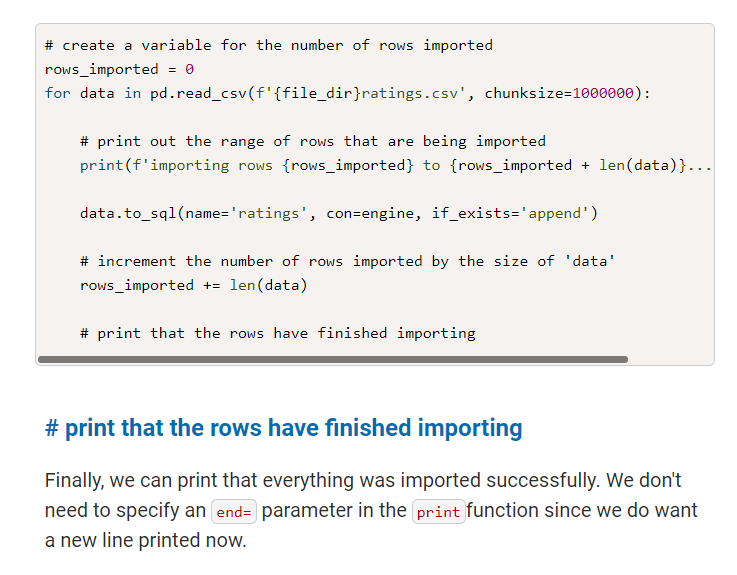 # create a variable for the number of rows imported
rows_imported = 0
for data in pd.read_csv(f'{file_dir}ratings.csv', chunksize=1000000):
# print out the range of rows that are being imported
print(f'importing rows {rows_imported} to {rows_imported + len(data)}...
data.to_sql(name='ratings', con=engine, if_exists='append')
# increment the number of rows imported by the size of 'data'
rows_imported += len(data)
# print that the rows have finished importing
# print that the rows have finished importing
Finally, we can print that everything was imported successfully. We don't
need to specify an end= parameter in the print function since we do want
a new line printed now.